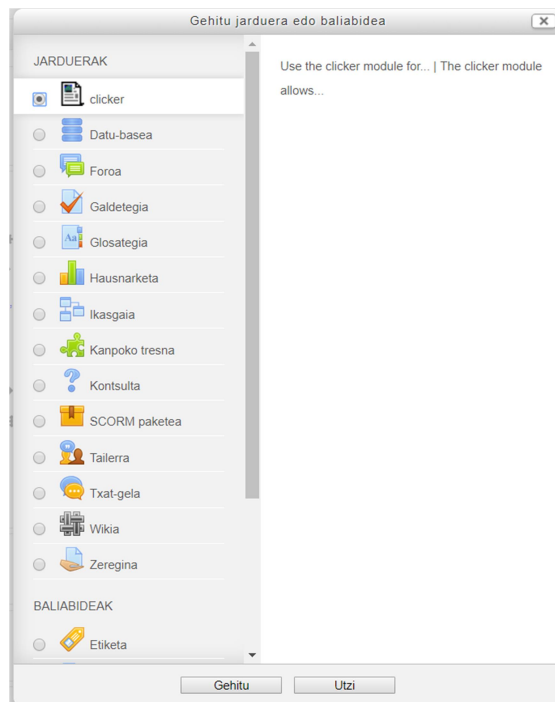 Gehitu jarduera edo baliabidea
JARDUERAK
clicker
Datu-basea
Foroa
Galdetegia
Glosategia
Hausnarketa
Ikasgaia
Kanpoko tresna
Kontsulta
SCORM paketea
Tailerra
Txat-gela
Wikia
Zeregina
BALIABIDEAK
Etiketa
Use the clicker module for... | The clicker module
allows...
Gehitu
Utzi